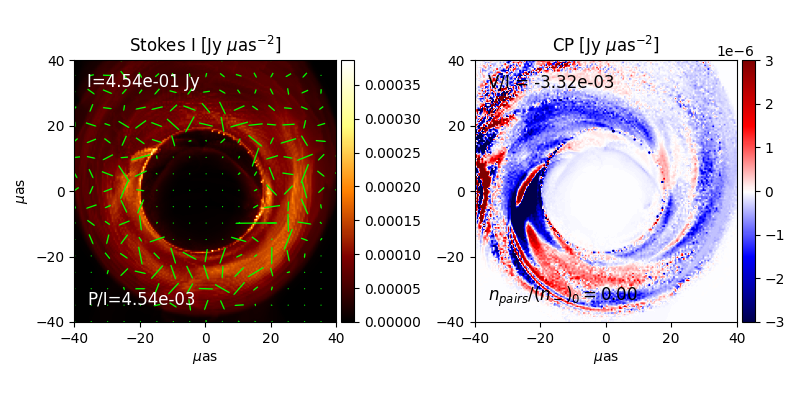 Stokes I [Jy μas⁻²]
I=4.54e-01 Jy
P/I=4.54e-03
40
20
0
−20
−40
μas
−40 −20 0 20 40
μas
0.00035
0.00030
0.00025
0.00020
0.00015
0.00010
0.00005
0.00000
CP [Jy μas⁻²]
1e−6
V/I = -3.32e-03
40
20
0
−20
−40
−40 −20 0 20 40
μas
3
2
1
0
−1
−2
−3